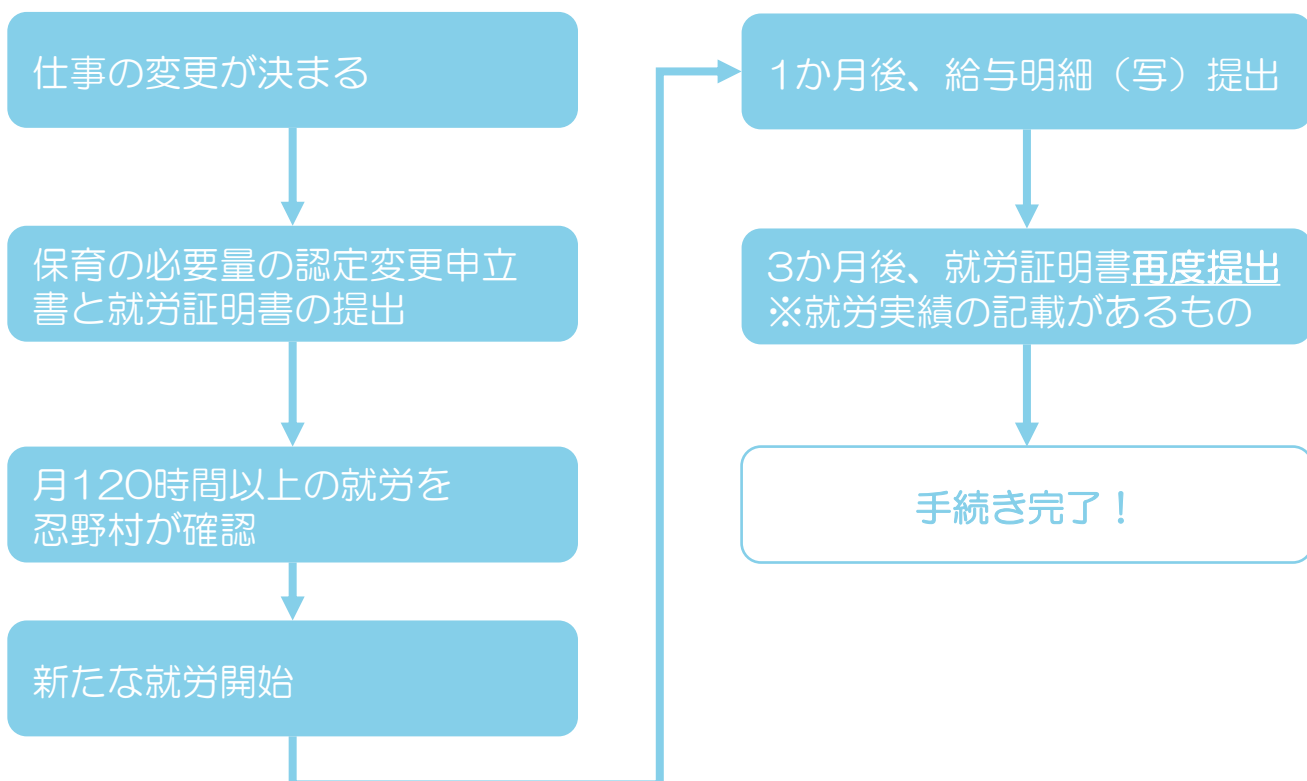 仕事の変更が決まる
保育の必要量の認定変更申立
書と就労証明書の提出
月120時間以上の就労を
忍野村が確認
新たな就労開始
1か月後、給与明細（写）提出
3か月後、就労証明書再度提出
※就労実績の記載があるもの
手続き完了！